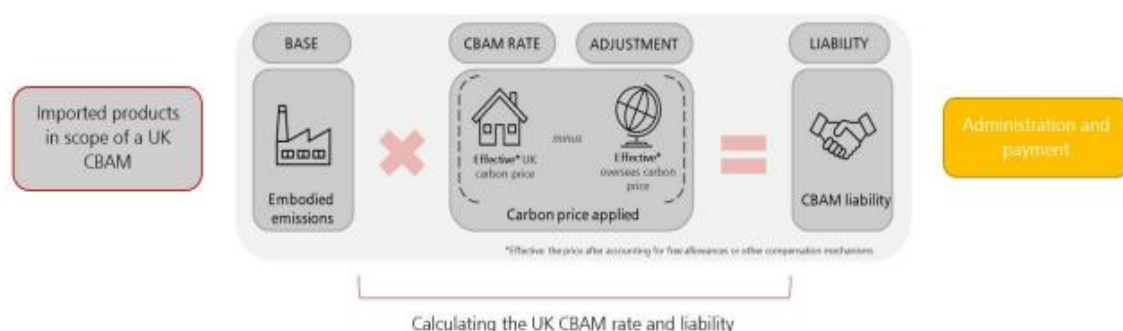 BASE
CBAM RATE
ADJUSTMENT
LIABILITY
Imported products
in scope of a UK
CBAM
Embodied
emissions
Effective* UK
carbon price
minus
Effective*
overseas carbon
price
Carbon price applied
CBAM liability
Administration and
payment
*Effective: the price after accounting for free allowances or other compensation mechanisms
Calculating the UK CBAM rate and liability